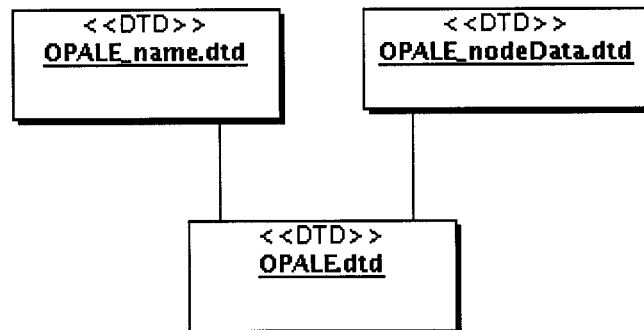 <<DTD>>
OPALE_name.dtd
<<DTD>>
OPALE_nodeData.dtd
<<DTD>>
OPALE.dtd